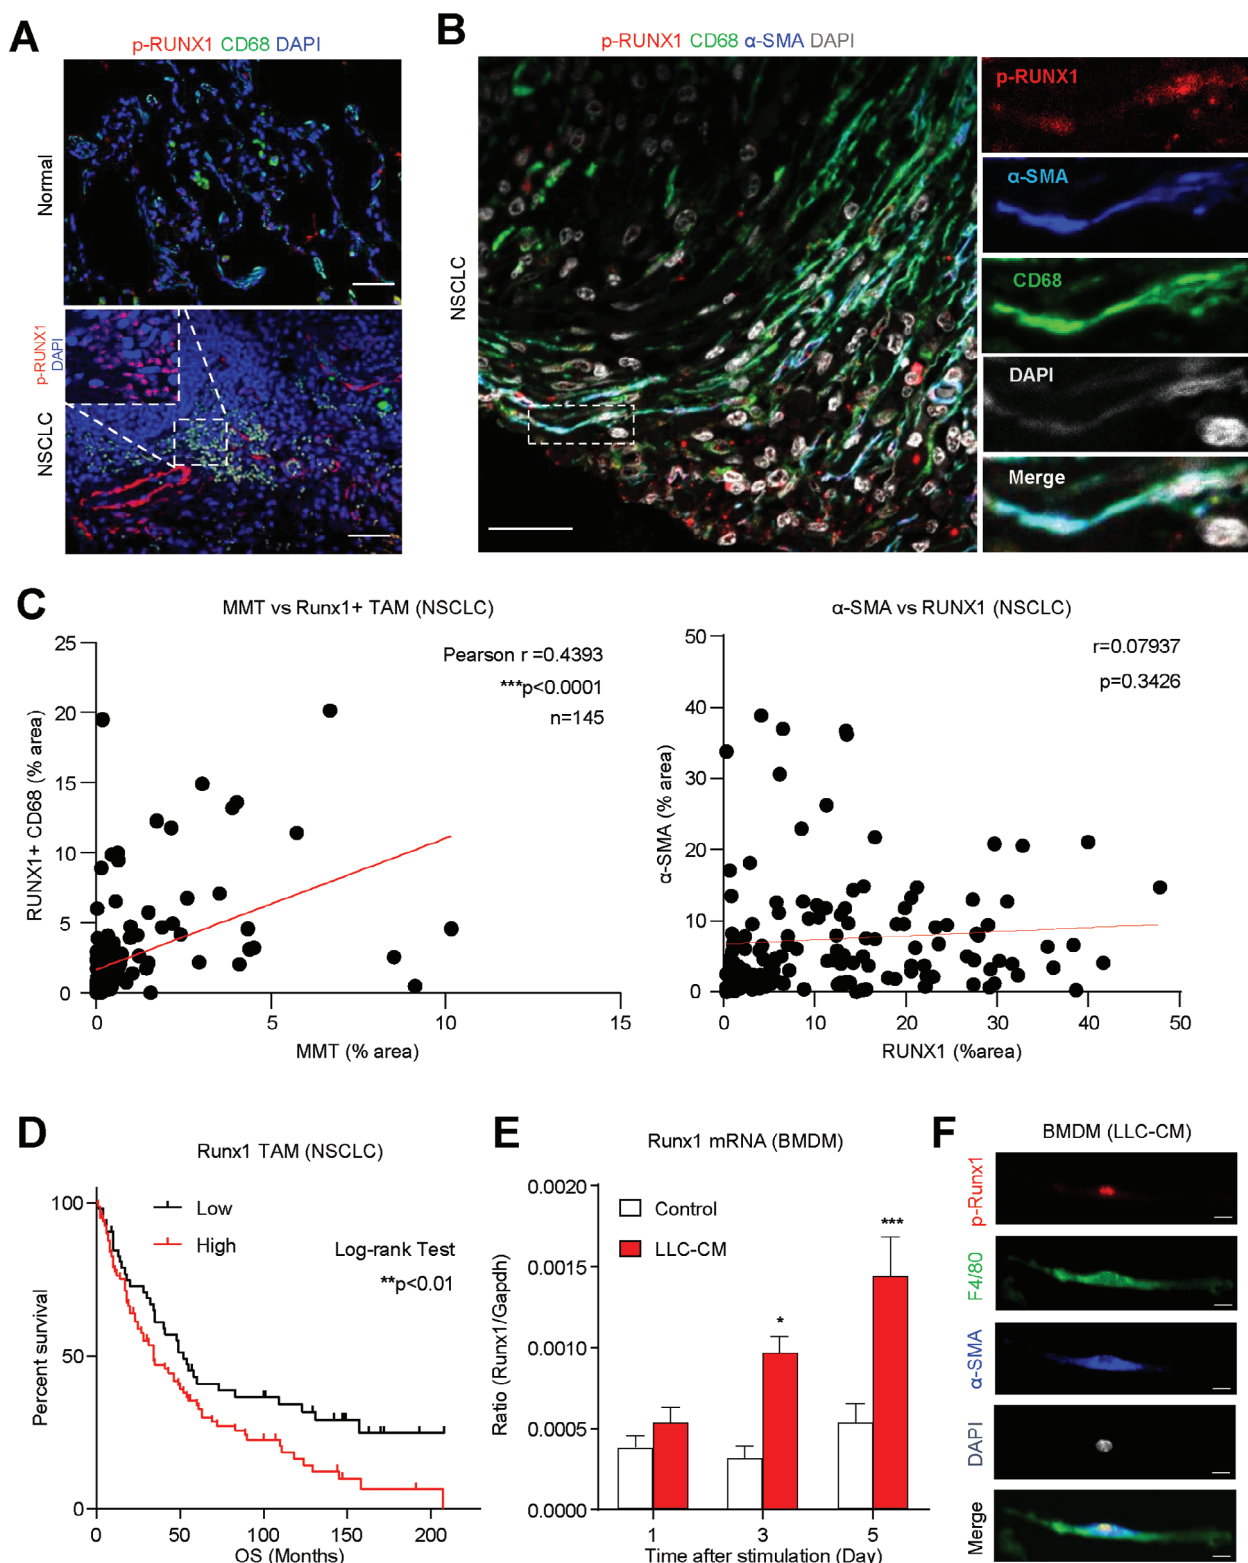 A
p-RUNX1 CD68 DAPI
Normal
NSCLC
p-RUNX1
DAPI
B
p-RUNX1 CD68 α-SMA DAPI
NSCLC
p-RUNX1
α-SMA
CD68
DAPI
Merge
C
MMT vs Runx1+ TAM (NSCLC)
RUNX1+ CD68 (% area)
25
20
15
10
5
0
Pearson r =0.4393
***p<0.0001
n=145
0 5 10 15
MMT (% area)
α-SMA vs RUNX1 (NSCLC)
α-SMA (% area)
50
40
30
20
10
0
r=0.07937
p=0.3426
0 10 20 30 40 50
RUNX1 (%area)
D
Runx1 TAM (NSCLC)
Percent survival
100
50
0
Low
High
Log-rank Test
**p<0.01
0 50 100 150 200
OS (Months)
E
Runx1 mRNA (BMDM)
Ratio (Runx1/Gapdh)
0.0020
0.0015
0.0010
0.0005
0.0000
Control
LLC-CM
*
***
1 3 5
Time after stimulation (Day)
F
BMDM (LLC-CM)
p-Runx1
F4/80
α-SMA
DAPI
Merge